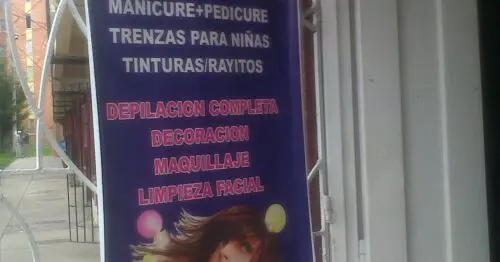 MANICURE+PEDICURE
TRENZAS PARA NIÑAS
TINTURAS/RAYITOS
DEPILACION COMPLETA
DECORACION
MAQUILLAJE
LIMPIEZA FACIAL